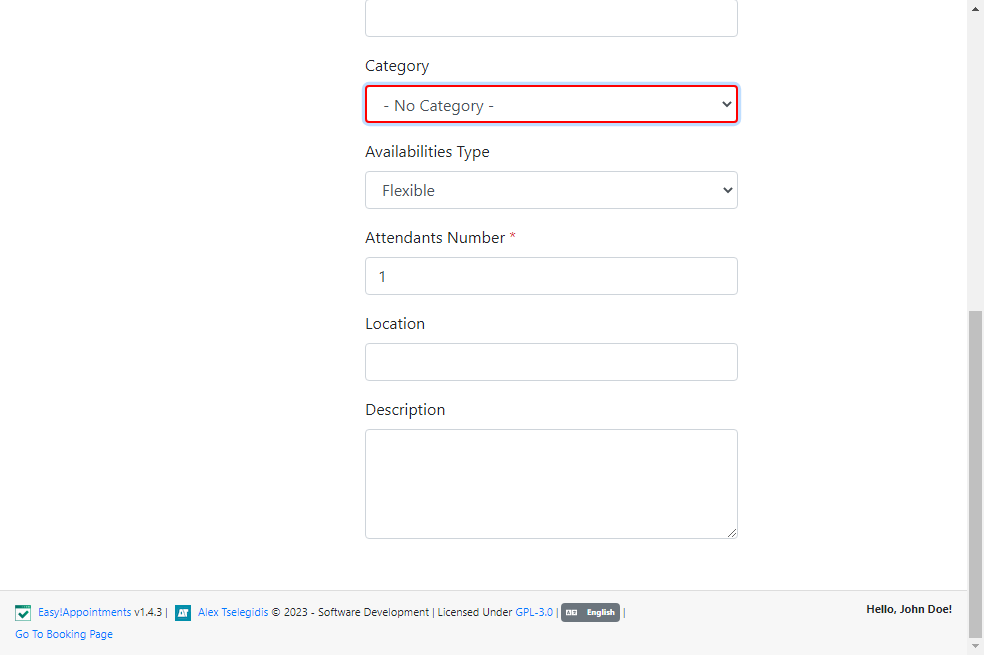 Category
- No Category -
Availabilities Type
Flexible
Attendants Number *
1
Location
Description
Easy!Appointments v1.4.3 | Alex Tselegidis © 2023 - Software Development | Licensed Under GPL-3.0 | English |
Hello, John Doe!
Go To Booking Page